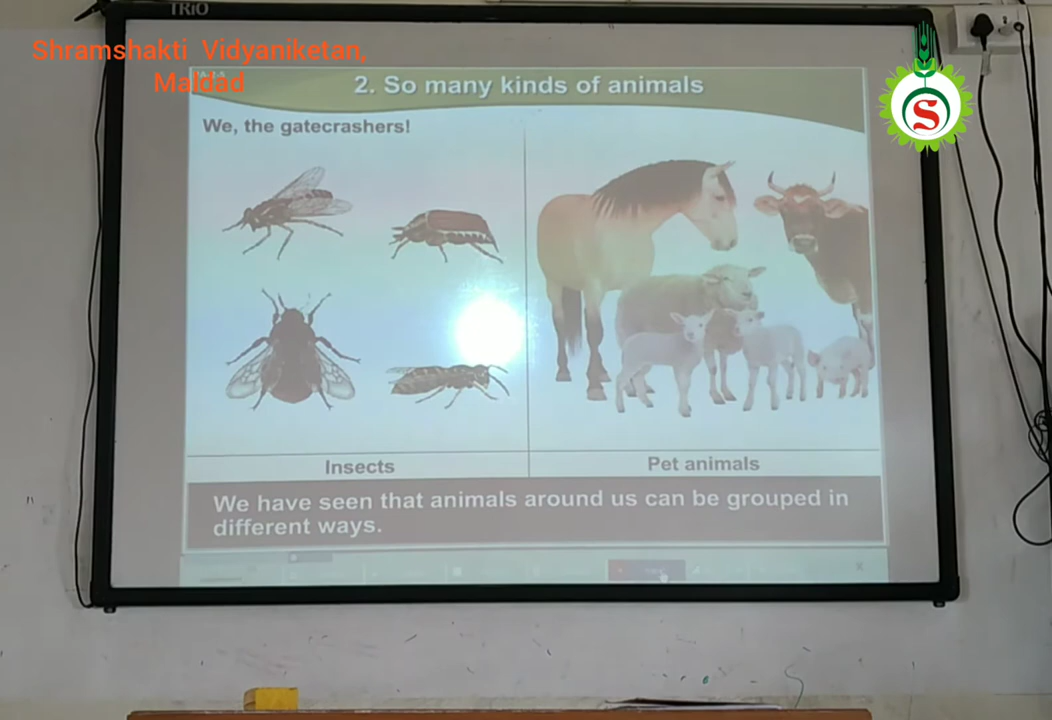 TRiO
Shramshakti Vidyaniketan,
Maldad
2. So many kinds of animals
S
We, the gatecrashers!
Insects
Pet animals
We have seen that animals around us can be grouped in
different ways.
X